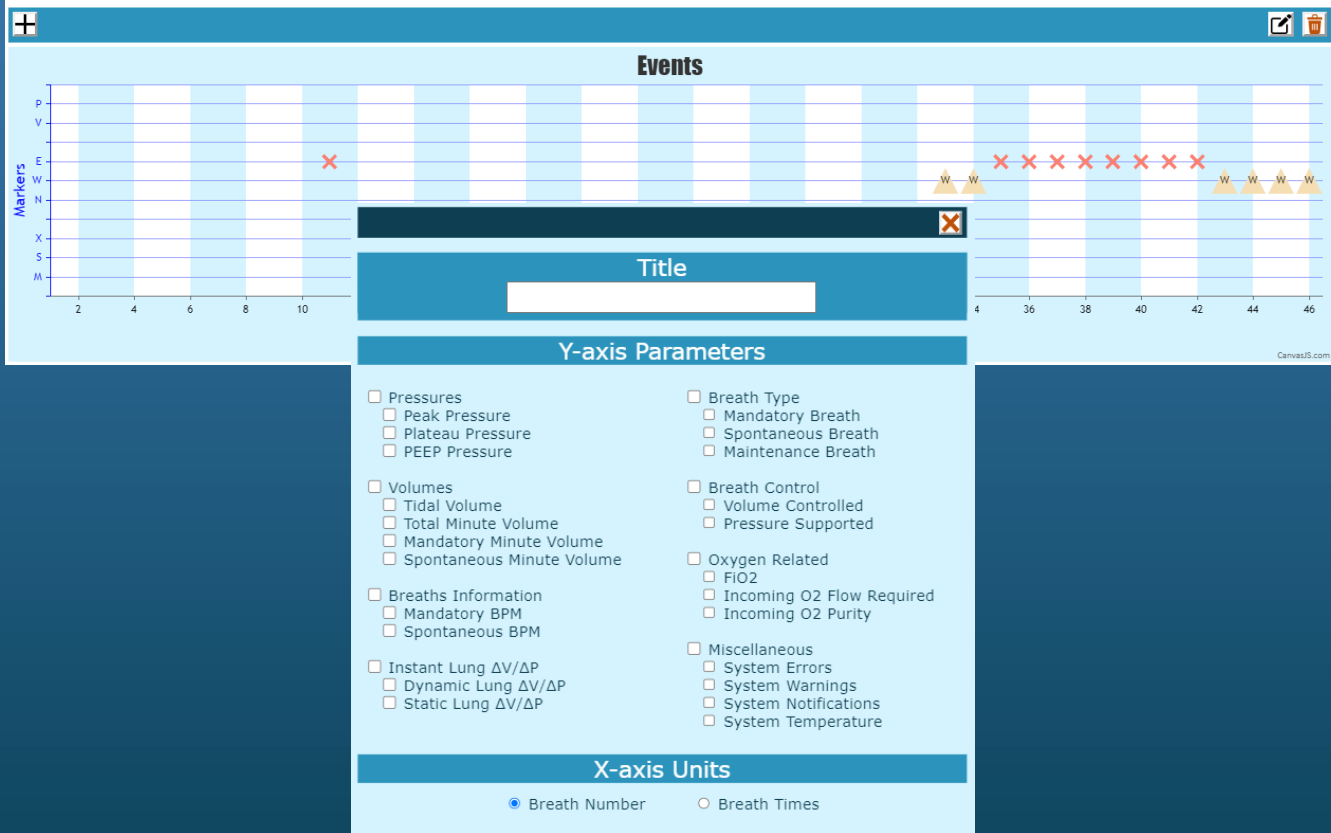 Events
Markers
P
V
E
W
N
X
S
M
W W W W W W
2 4 6 8 10 4 36 38 40 42 44 46
CanvasJS.com
Title
Y-axis Parameters
Pressures
Peak Pressure
Plateau Pressure
PEEP Pressure
Volumes
Tidal Volume
Total Minute Volume
Mandatory Minute Volume
Spontaneous Minute Volume
Breaths Information
Mandatory BPM
Spontaneous BPM
Instant Lung ΔV/ΔP
Dynamic Lung ΔV/ΔP
Static Lung ΔV/ΔP
Breath Type
Mandatory Breath
Spontaneous Breath
Maintenance Breath
Breath Control
Volume Controlled
Pressure Supported
Oxygen Related
FiO2
Incoming O2 Flow Required
Incoming O2 Purity
Miscellaneous
System Errors
System Warnings
System Notifications
System Temperature
X-axis Units
Breath Number
Breath Times